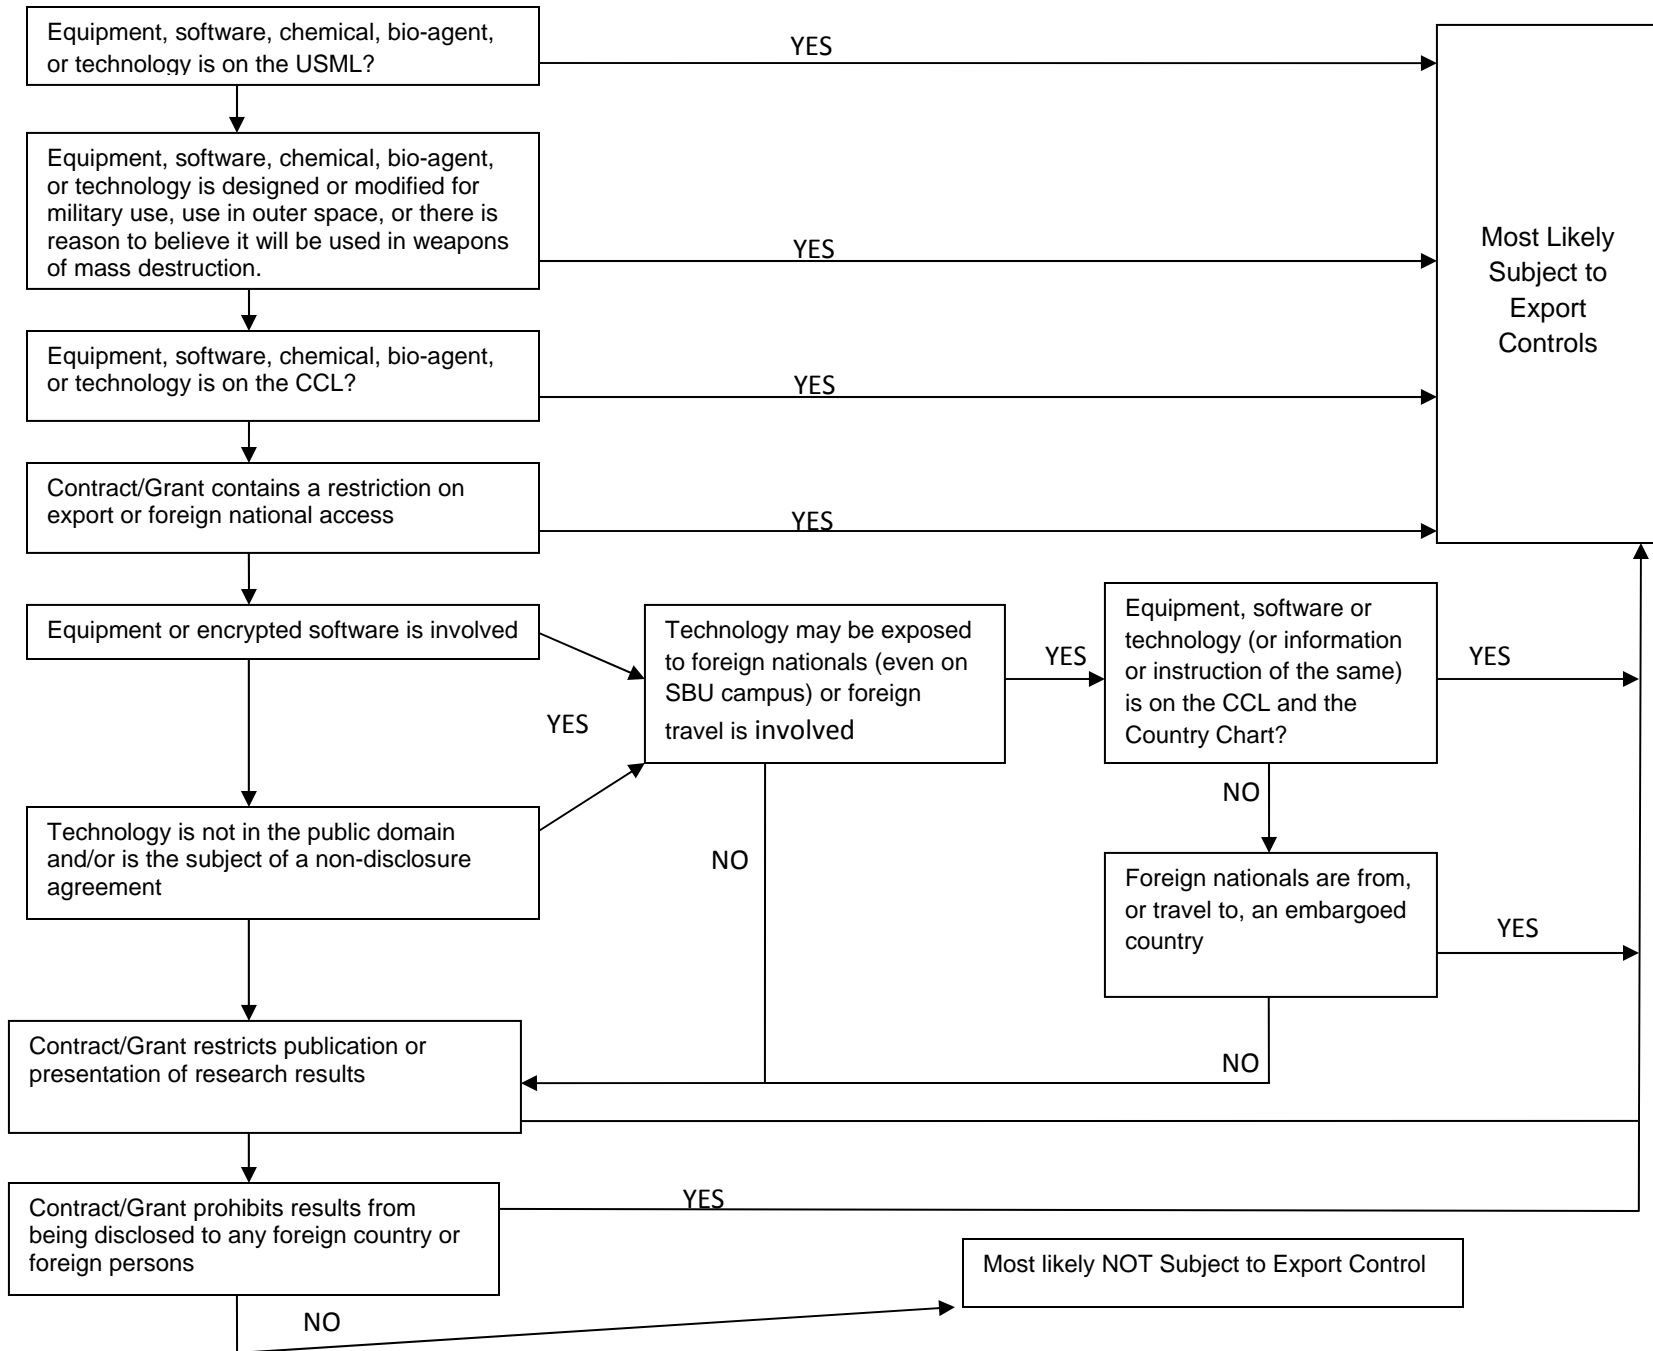 Equipment, software, chemical, bio-agent,
or technology is on the USML?
YES
Equipment, software, chemical, bio-agent,
or technology is designed or modified for
military use, use in outer space, or there is
reason to believe it will be used in weapons
of mass destruction.
YES
Most Likely
Subject to
Export
Controls
Equipment, software, chemical, bio-agent,
or technology is on the CCL?
YES
Contract/Grant contains a restriction on
export or foreign national access
YES
Equipment or encrypted software is involved
YES
Technology may be exposed
to foreign nationals (even on
SBU campus) or foreign
travel is involved
YES
Equipment, software or
technology (or information
or instruction of the same)
is on the CCL and the
Country Chart?
YES
NO
Technology is not in the public domain
and/or is the subject of a non-disclosure
agreement
NO
Foreign nationals are from,
or travel to, an embargoed
country
YES
NO
Contract/Grant restricts publication or
presentation of research results
Contract/Grant prohibits results from
being disclosed to any foreign country or
foreign persons
YES
NO
Most likely NOT Subject to Export Control